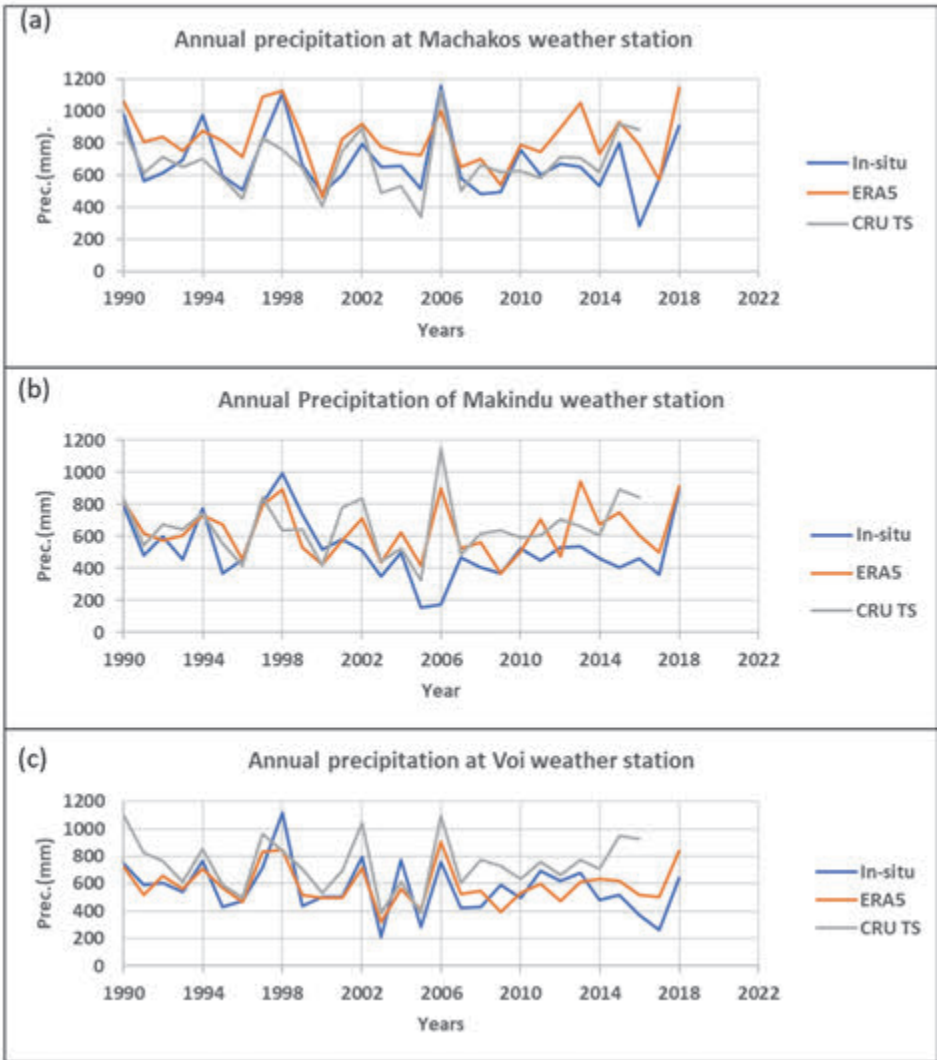 (a)
Annual precipitation at Machakos weather station
1200
1000
800
600
400
200
0
Prec.(mm).
1990 1994 1998 2002 2006 2010 2014 2018 2022
Years
In-situ
ERA5
CRU TS
(b)
Annual Precipitation of Makindu weather station
1200
1000
800
600
400
200
0
Prec.(mm)
1990 1994 1998 2002 2006 2010 2014 2018 2022
Year
In-situ
ERA5
CRU TS
(c)
Annual precipitation at Voi weather station
1200
1000
800
600
400
200
0
Prec.(mm)
1990 1994 1998 2002 2006 2010 2014 2018 2022
Years
In-situ
ERA5
CRU TS